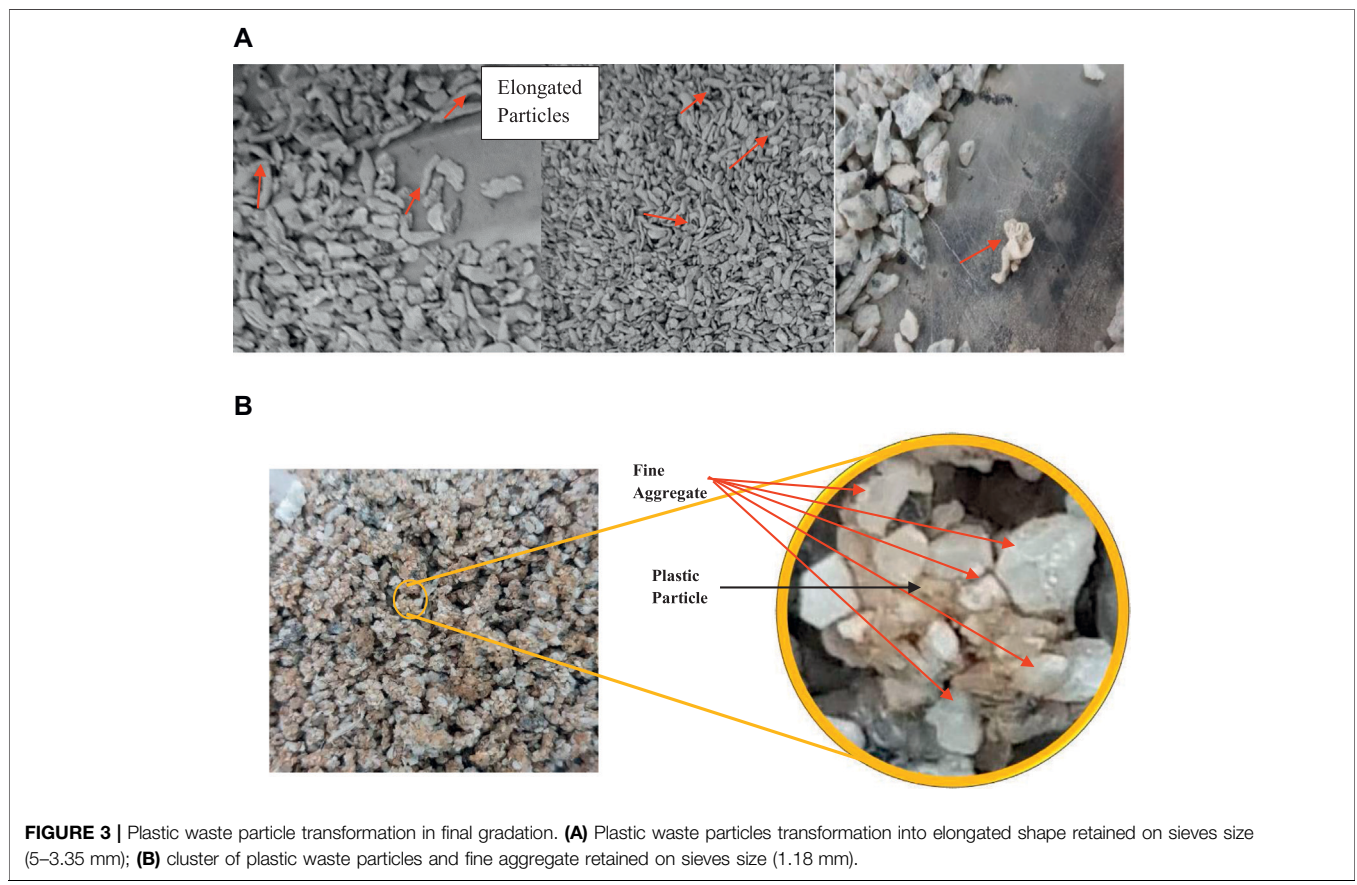 A
Elongated
Particles
B
Fine
Aggregate
Plastic
Particle
FIGURE 3 | Plastic waste particle transformation in final gradation. (A) Plastic waste particles transformation into elongated shape retained on sieves size
(5–3.35 mm); (B) cluster of plastic waste particles and fine aggregate retained on sieves size (1.18 mm).